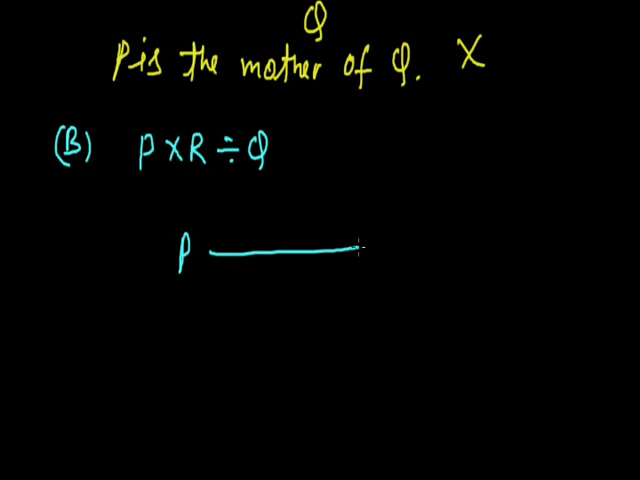 Q
P is the mother of Q. X
(B) P × R ÷ Q
P